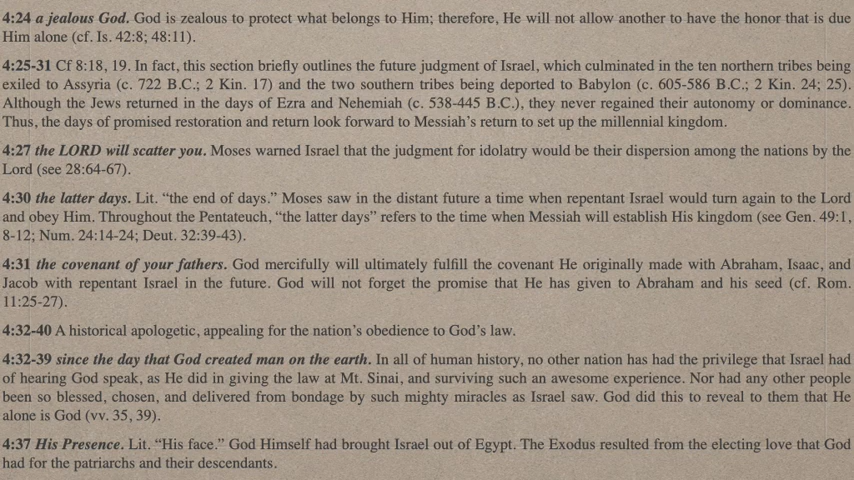 4:24 a jealous God. God is zealous to protect what belongs to Him; therefore, He will not allow another to have the honor that is due
Him alone (cf. Is. 42:8; 48:11).
4:25-31 Cf 8:18, 19. In fact, this section briefly outlines the future judgment of Israel, which culminated in the ten northern tribes being
exiled to Assyria (c. 722 B.C.; 2 Kin. 17) and the two southern tribes being deported to Babylon (c. 605-586 B.C.; 2 Kin. 24; 25).
Although the Jews returned in the days of Ezra and Nehemiah (c. 538-445 B.C.), they never regained their autonomy or dominance.
Thus, the days of promised restoration and return look forward to Messiah's return to set up the millennial kingdom.
4:27 the LORD will scatter you. Moses warned Israel that the judgment for idolatry would be their dispersion among the nations by the
Lord (see 28:64-67).
4:30 the latter days. Lit. “the end of days.” Moses saw in the distant future a time when repentant Israel would turn again to the Lord
and obey Him. Throughout the Pentateuch, “the latter days” refers to the time when Messiah will establish His kingdom (see Gen. 49:1,
8-12; Num. 24:14-24; Deut. 32:39-43).
4:31 the covenant of your fathers. God mercifully will ultimately fulfill the covenant He originally made with Abraham, Isaac, and
Jacob with repentant Israel in the future. God will not forget the promise that He has given to Abraham and his seed (cf. Rom.
11:25-27).
4:32-40 A historical apologetic, appealing for the nation's obedience to God's law.
4:32-39 since the day that God created man on the earth. In all of human history, no other nation has had the privilege that Israel had
of hearing God speak, as He did in giving the law at Mt. Sinai, and surviving such an awesome experience. Nor had any other people
been so blessed, chosen, and delivered from bondage by such mighty miracles as Israel saw. God did this to reveal to them that He
alone is God (vv. 35, 39).
4:37 His Presence. Lit. “His face.” God Himself had brought Israel out of Egypt. The Exodus resulted from the electing love that God
had for the patriarchs and their descendants.